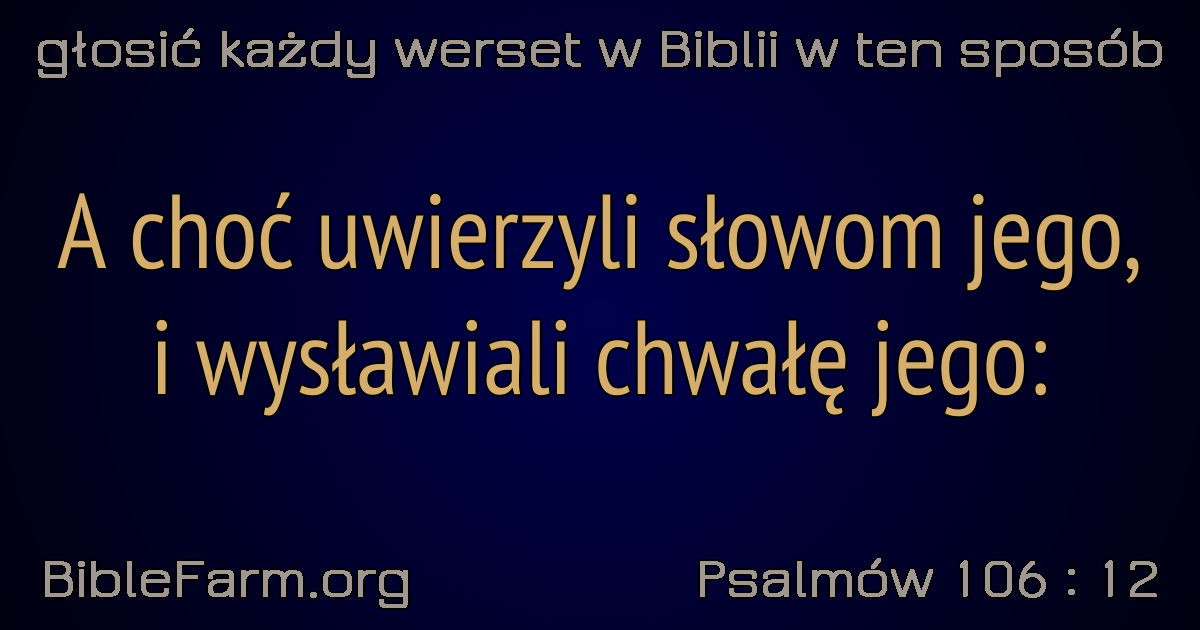 głosić każdy werset w Biblii w ten sposób
A choć uwierzyli słowom jego,
i wysławiali chwałę jego:
BibleFarm.org
Psalmów 106 : 12